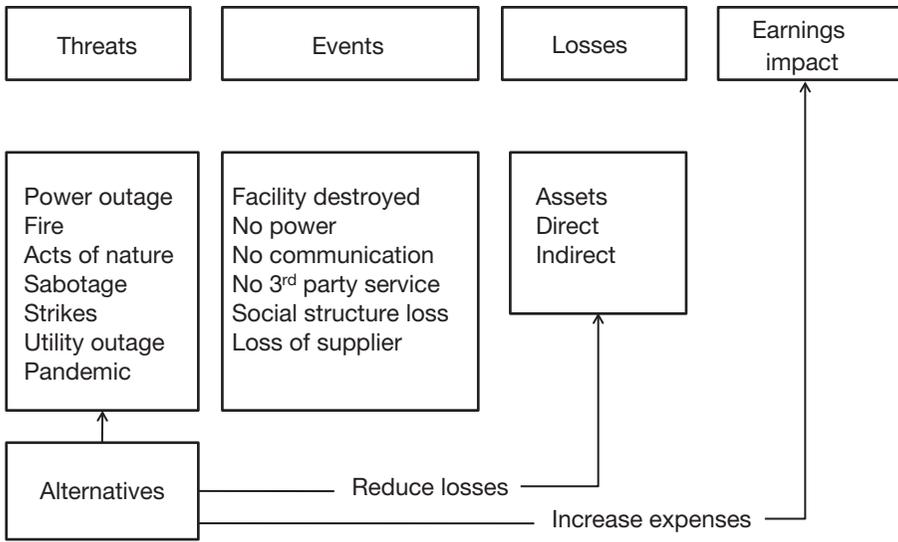 Threats
Events
Losses
Earnings
impact
Power outage
Fire
Acts of nature
Sabotage
Strikes
Utility outage
Pandemic
Facility destroyed
No power
No communication
No 3rd party service
Social structure loss
Loss of supplier
Assets
Direct
Indirect
Alternatives
Reduce losses
Increase expenses